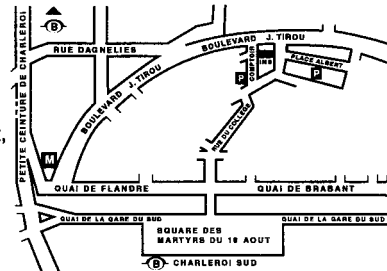 B
RUE DAGNELIES
BOULEVARD J. TIROU
COMPTOIR
PLACE ALBERT
P
P
PETITE CEINTURE DE CHARLEROI
BOULEVARD J. TIROU
RUE DU COLLEGE
M
QUAI DE FLANDRE
QUAI DE BRABANT
QUAI DE LA GARE DU SUD
QUAI DE LA GARE DU SUD
SQUARE DES
MARTYRS DU 18 AOUT
B CHARLEROI SUD